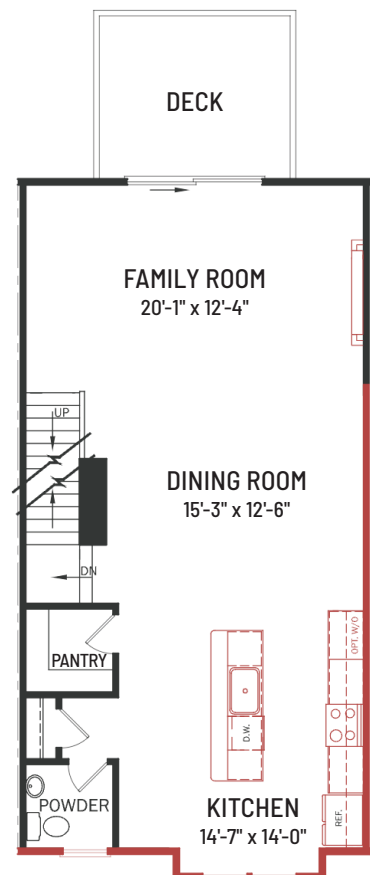 DECK
FAMILY ROOM
20'-1" x 12'-4"
UP
DINING ROOM
15'-3" x 12'-6"
DN
PANTRY
OPT. W/O
D.W.
POWDER
KITCHEN
14'-7" x 14'-0"
REF.